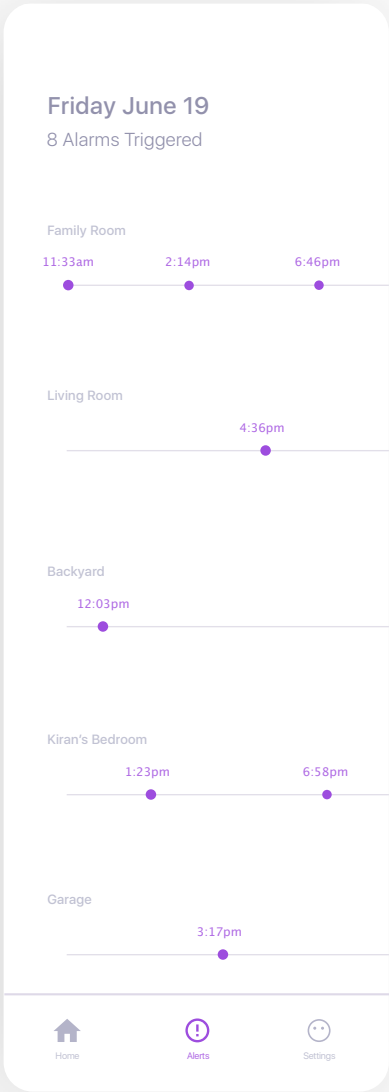 Friday June 19
8 Alarms Triggered
Family Room
11:33am 2:14pm 6:46pm
Living Room
4:36pm
Backyard
12:03pm
Kiran’s Bedroom
1:23pm 6:58pm
Garage
3:17pm
Home Alerts Settings